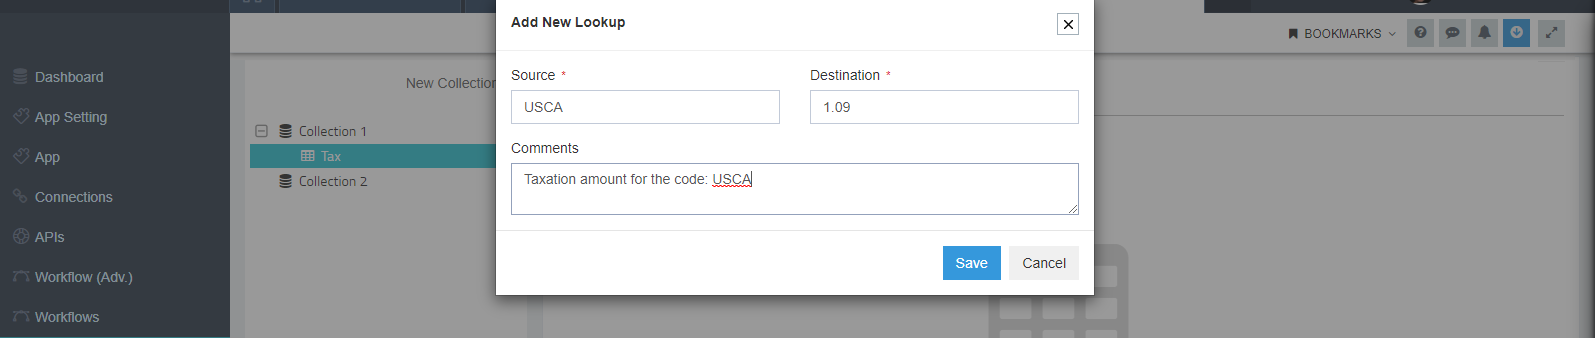 Add New Lookup
BOOKMARKS
Dashboard
App Setting
App
Connections
APIs
Workflow (Adv.)
Workflows
New Collection
Collection 1
Tax
Collection 2
Source *
Destination *
USCA
1.09
Comments
Taxation amount for the code: USCA
Save
Cancel